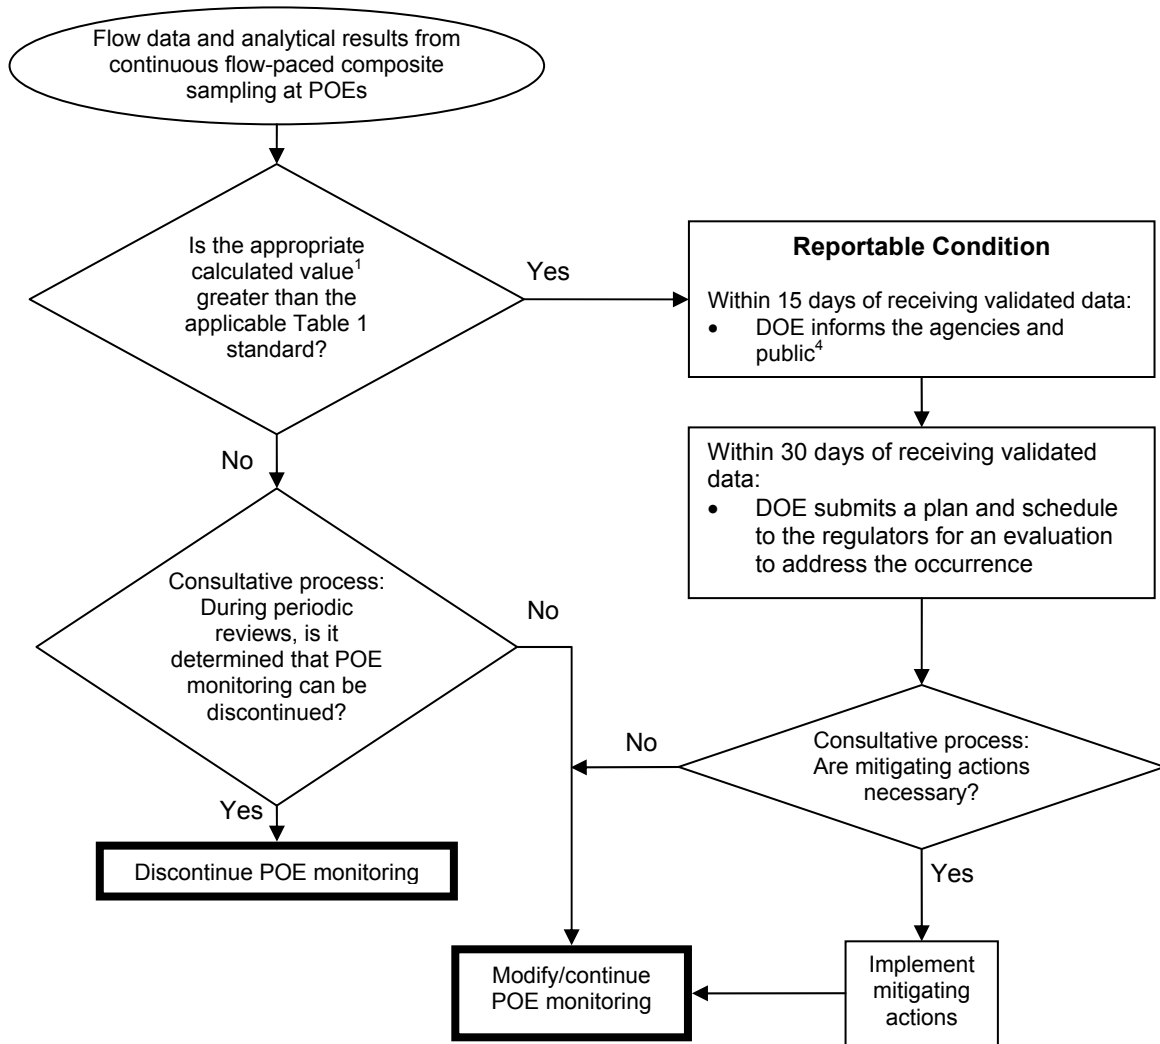 Flow data and analytical results from
continuous flow-paced composite
sampling at POEs
Is the appropriate
calculated value¹
greater than the
applicable Table 1
standard?
Yes
No
Reportable Condition
Within 15 days of receiving validated data:
• DOE informs the agencies and
public⁴
Within 30 days of receiving validated
data:
• DOE submits a plan and schedule
to the regulators for an evaluation
to address the occurrence
Consultative process:
During periodic
reviews, is it
determined that POE
monitoring can be
discontinued?
No
Yes
Discontinue POE monitoring
Consultative process:
Are mitigating actions
necessary?
No
Yes
Implement
mitigating
actions
Modify/continue
POE monitoring